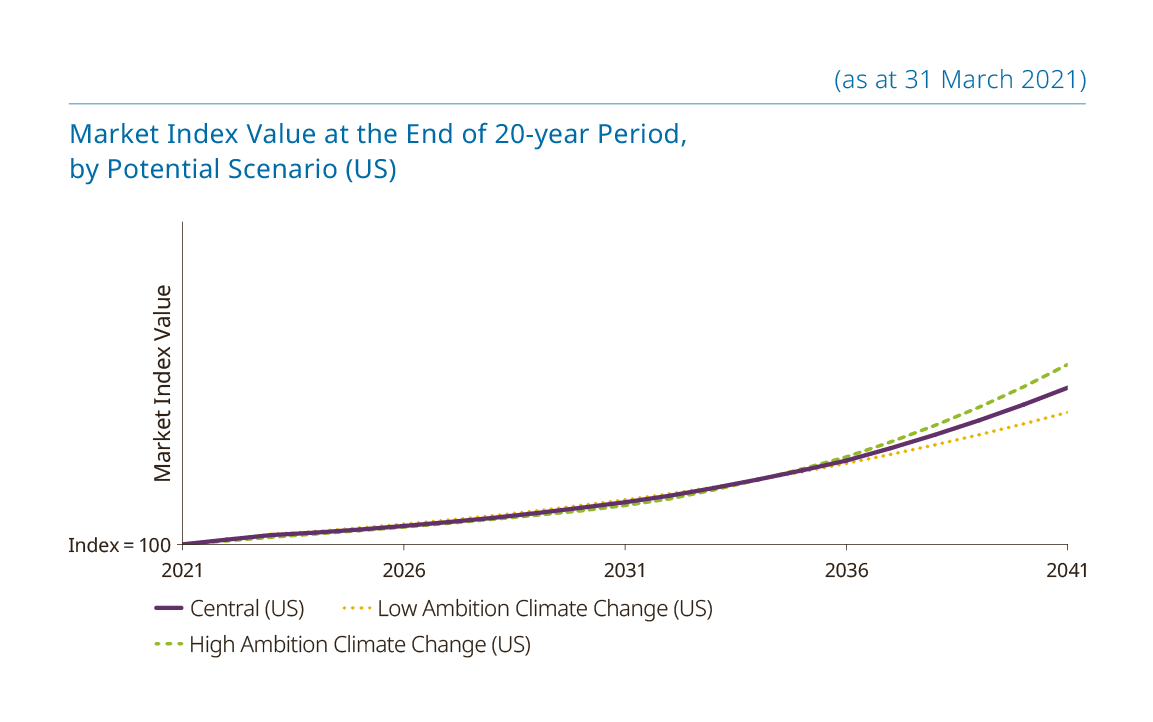 (as at 31 March 2021)
Market Index Value at the End of 20-year Period,
by Potential Scenario (US)
Market Index Value
Index = 100
2021 2026 2031 2036 2041
Central (US) Low Ambition Climate Change (US)
High Ambition Climate Change (US)